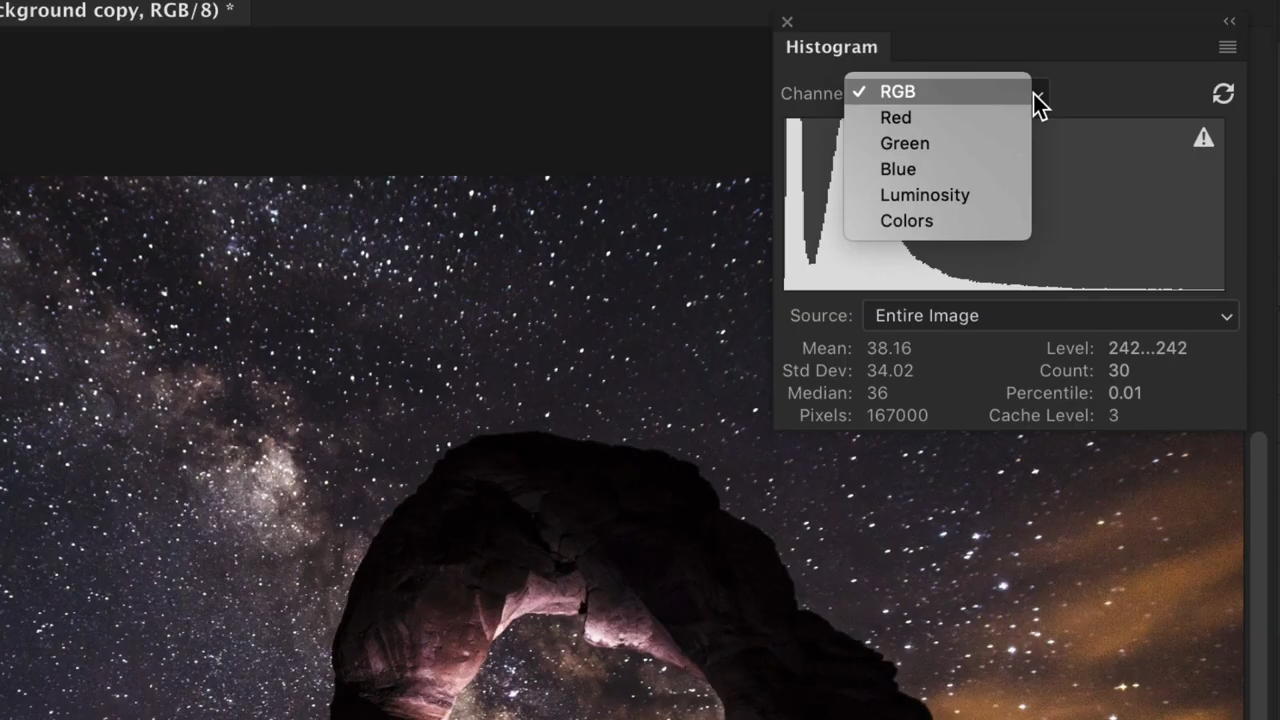 ckground copy, RGB/8) *
Histogram
Channe
RGB
Red
Green
Blue
Luminosity
Colors
Source: Entire Image
Mean: 38.16 Level: 242...242
Std Dev: 34.02 Count: 30
Median: 36 Percentile: 0.01
Pixels: 167000 Cache Level: 3